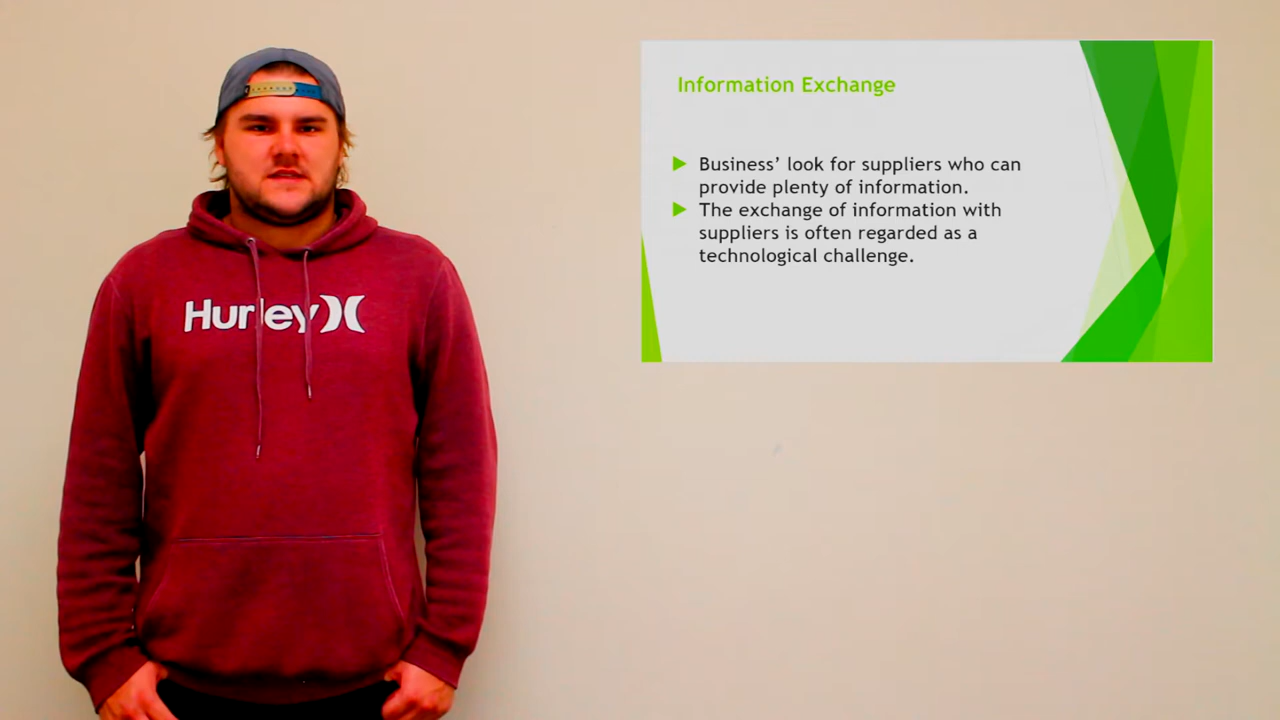 Information Exchange
Business’ look for suppliers who can
provide plenty of information.
The exchange of information with
suppliers is often regarded as a
technological challenge.
Hurley